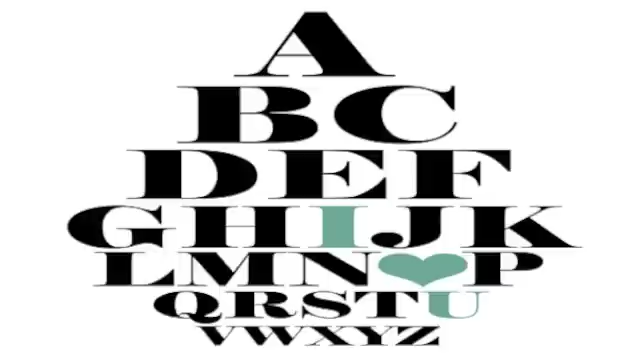 A
BC
DEF
GHIJK
LMN♥P
QRSTU
VWXYZ